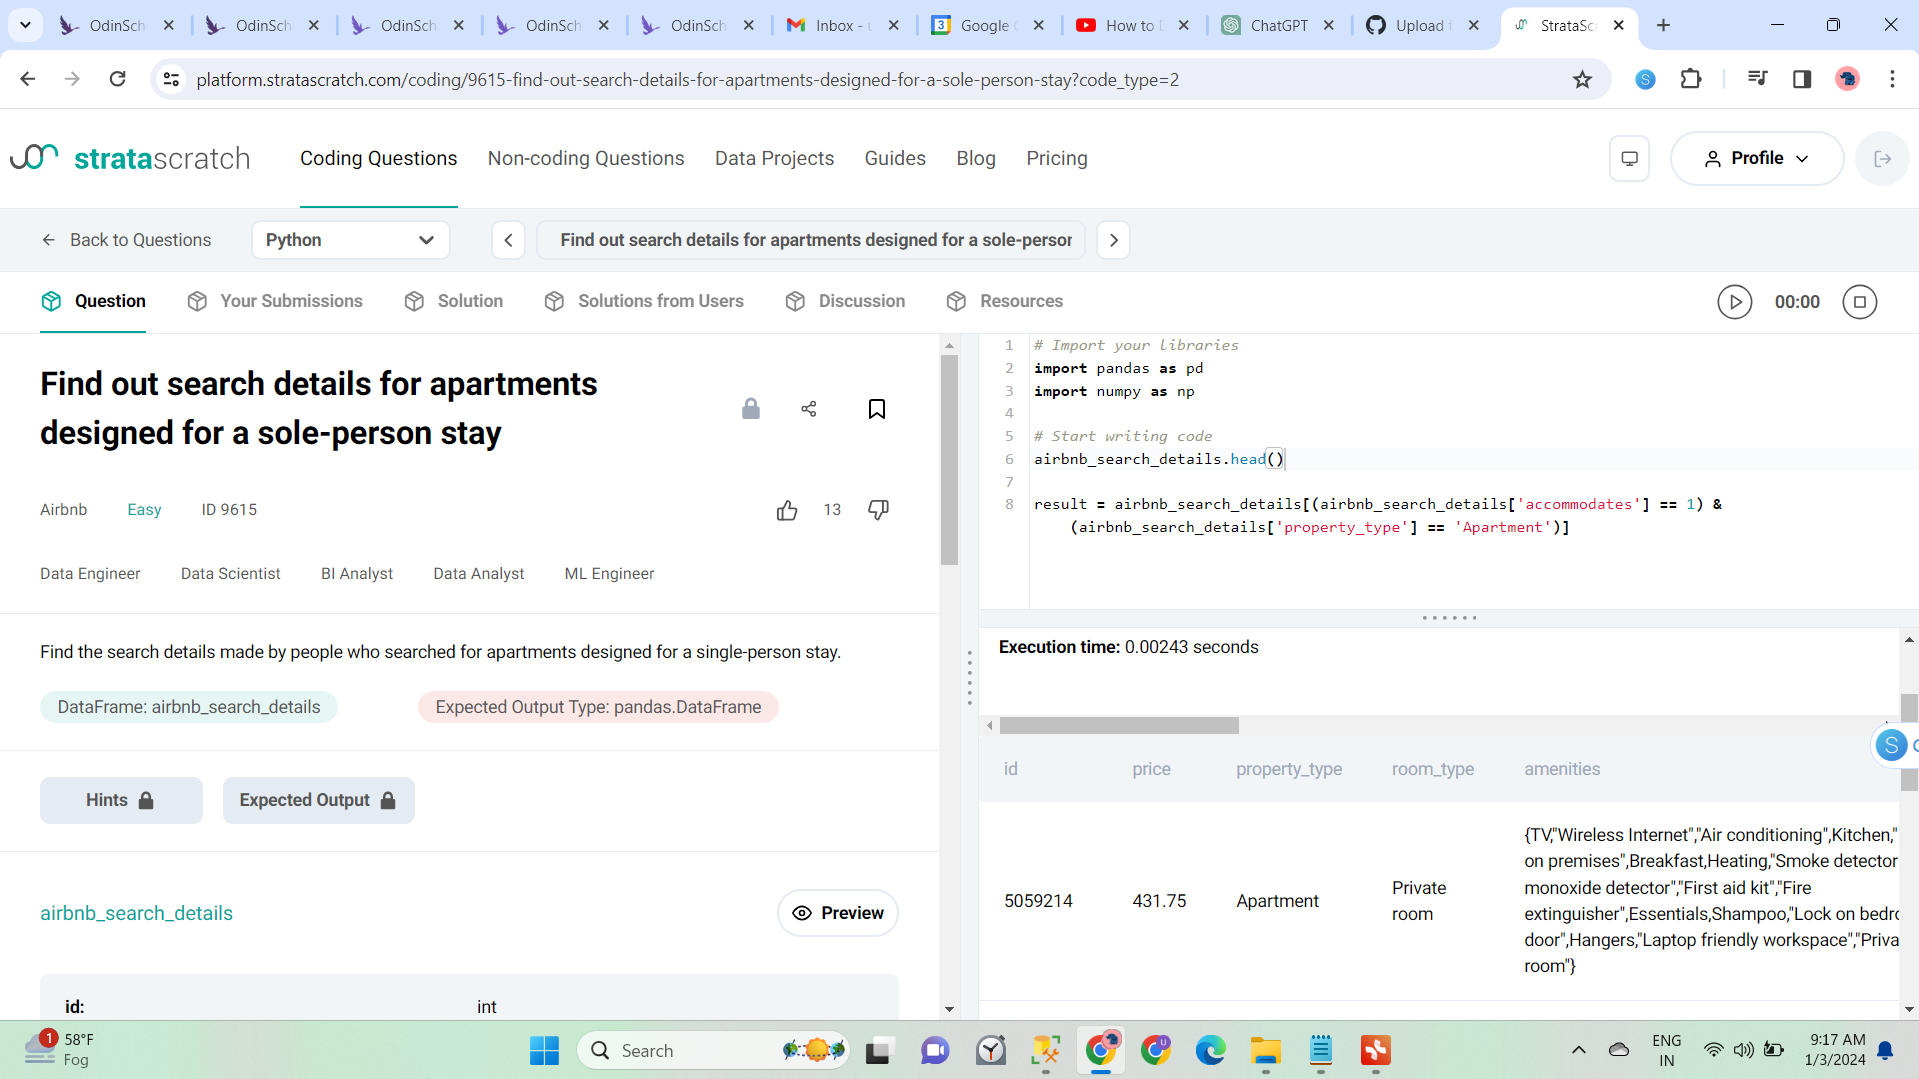 OdinSch
OdinSch
OdinSch
OdinSch
OdinSch
Inbox - u
Google C
How to D
ChatGPT
Upload f
StrataSc
platform.stratascratch.com/coding/9615-find-out-search-details-for-apartments-designed-for-a-sole-person-stay?code_type=2
stratascratch
Coding Questions
Non-coding Questions
Data Projects
Guides
Blog
Pricing
Profile
Back to Questions
Python
Find out search details for apartments designed for a sole-person
Question
Your Submissions
Solution
Solutions from Users
Discussion
Resources
00:00
Find out search details for apartments
designed for a sole-person stay
Airbnb
Easy
ID 9615
13
Data Engineer
Data Scientist
BI Analyst
Data Analyst
ML Engineer
Find the search details made by people who searched for apartments designed for a single-person stay.
DataFrame: airbnb_search_details
Expected Output Type: pandas.DataFrame
Hints
Expected Output
airbnb_search_details
Preview
id:
int
1 # Import your libraries
2 import pandas as pd
3 import numpy as np
4
5 # Start writing code
6 airbnb_search_details.head()
7
8 result = airbnb_search_details[(airbnb_search_details['accommodates'] == 1) &
(airbnb_search_details['property_type'] == 'Apartment')]
Execution time: 0.00243 seconds
id price property_type room_type amenities
5059214
431.75
Apartment
Private
room
{TV,"Wireless Internet","Air conditioning",Kitchen,"
on premises",Breakfast,Heating,"Smoke detector
monoxide detector","First aid kit","Fire
extinguisher",Essentials,Shampoo,"Lock on bedro
door",Hangers,"Laptop friendly workspace","Priva
room"}
1
58°F
Fog
Search
ENG
IN
9:17 AM
1/3/2024